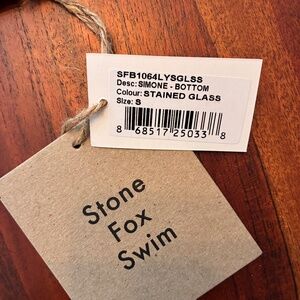 SFB1064LYSGLSS
Desc: SIMONE - BOTTOM
Colour: STAINED GLASS
Size: S
8 68517 25033 8
Stone
Fox
Swim